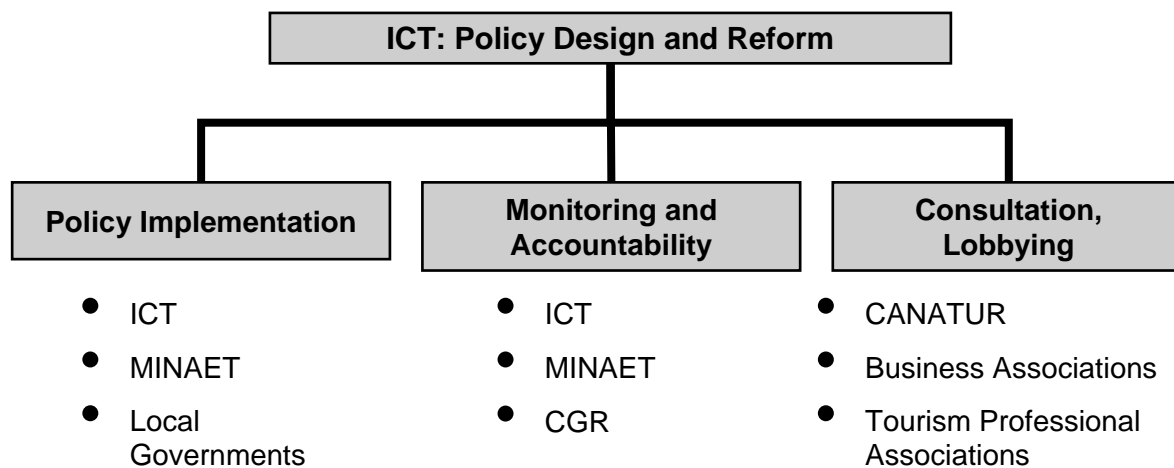 ICT: Policy Design and Reform
Policy Implementation
Monitoring and
Accountability
Consultation,
Lobbying
• ICT
• MINAET
• Local
Governments
• ICT
• MINAET
• CGR
• CANATUR
• Business Associations
• Tourism Professional
Associations